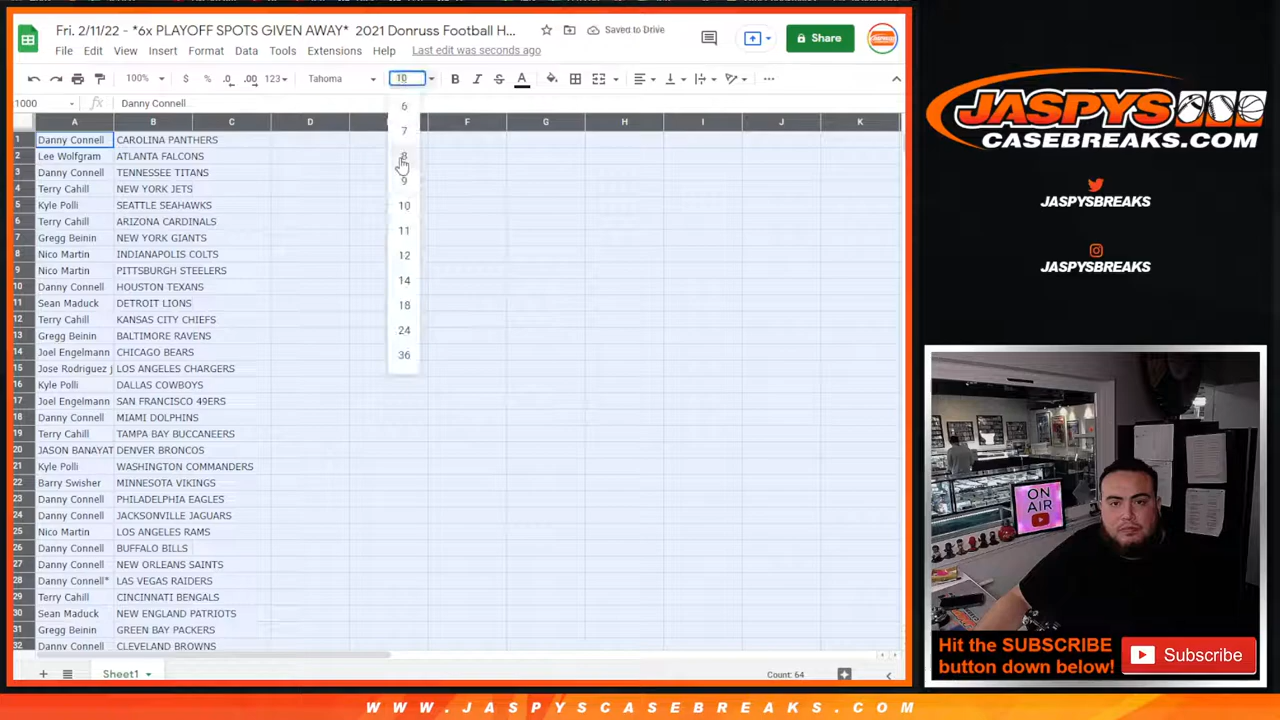 Fri. 2/11/22 - *6x PLAYOFF SPOTS GIVEN AWAY* 2021 Donruss Football H...
Saved to Drive
Share
File Edit View Insert Format Data Tools Extensions Help Last edit was seconds ago
100% $ % .0 .00 123 Tahoma 10 B I S A
1000 fx Danny Connell
A B C D F G H I J K
1 Danny Connell CAROLINA PANTHERS
2 Lee Wolfgram ATLANTA FALCONS
3 Danny Connell TENNESSEE TITANS
4 Terry Cahill NEW YORK JETS
5 Kyle Polli SEATTLE SEAHAWKS
6 Terry Cahill ARIZONA CARDINALS
7 Gregg Beinin NEW YORK GIANTS
8 Nico Martin INDIANAPOLIS COLTS
9 Nico Martin PITTSBURGH STEELERS
10 Danny Connell HOUSTON TEXANS
11 Sean Maduck DETROIT LIONS
12 Terry Cahill KANSAS CITY CHIEFS
13 Gregg Beinin BALTIMORE RAVENS
14 Joel Engelmann CHICAGO BEARS
15 Jose Rodriguez j LOS ANGELES CHARGERS
16 Kyle Polli DALLAS COWBOYS
17 Joel Engelmann SAN FRANCISCO 49ERS
18 Danny Connell MIAMI DOLPHINS
19 Terry Cahill TAMPA BAY BUCCANEERS
20 JASON BANAYAT DENVER BRONCOS
21 Kyle Polli WASHINGTON COMMANDERS
22 Barry Swisher MINNESOTA VIKINGS
23 Danny Connell PHILADELPHIA EAGLES
24 Danny Connell JACKSONVILLE JAGUARS
25 Nico Martin LOS ANGELES RAMS
26 Danny Connell BUFFALO BILLS
27 Danny Connell NEW ORLEANS SAINTS
28 Danny Connell* LAS VEGAS RAIDERS
29 Terry Cahill CINCINNATI BENGALS
30 Sean Maduck NEW ENGLAND PATRIOTS
31 Gregg Beinin GREEN BAY PACKERS
32 Danny Connell CLEVELAND BROWNS
6
7
8
9
10
11
12
14
18
24
36
Sheet1
Count: 64
JASPYS
CASEBREAKS.COM
JASPYSBREAKS
JASPYSBREAKS
ON
AIR
Hit the SUBSCRIBE
button down below!
Subscribe
WWW.JASPYSCASEBREAKS.COM